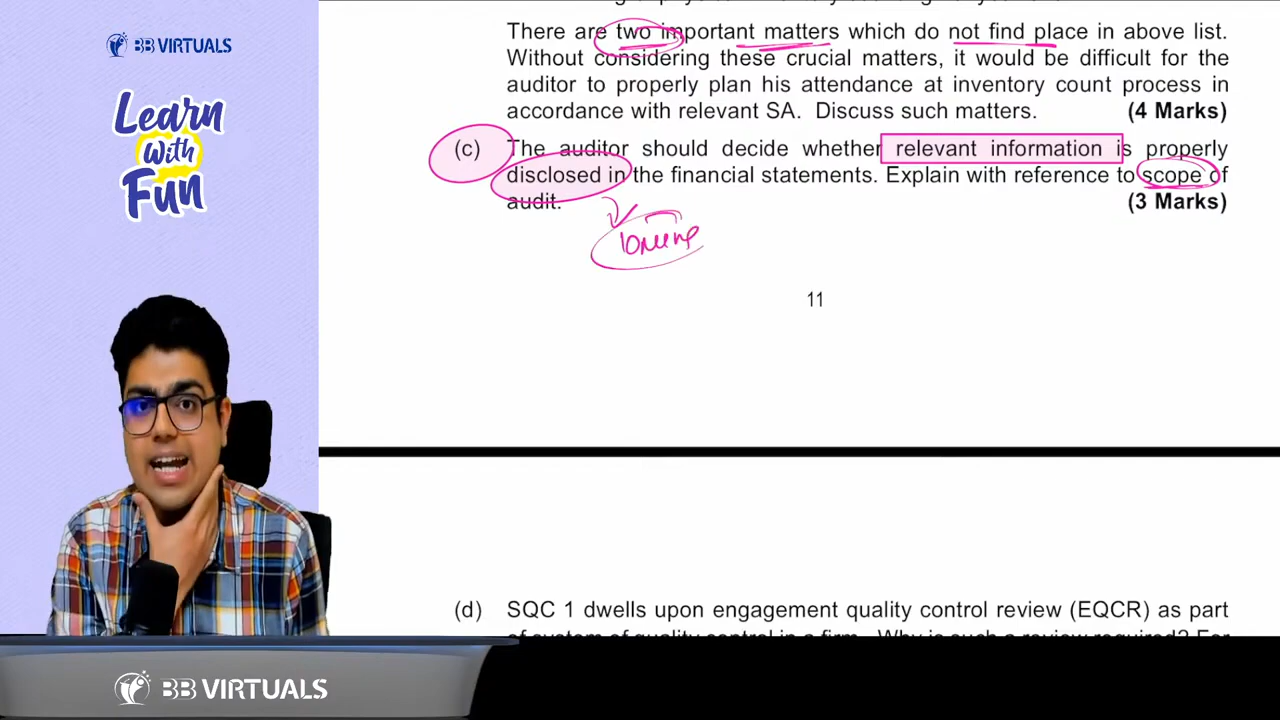 BB VIRTUALS
Learn
With
Fun
There are two important matters which do not find place in above list.
Without considering these crucial matters, it would be difficult for the
auditor to properly plan his attendance at inventory count process in
accordance with relevant SA. Discuss such matters. (4 Marks)
(c) The auditor should decide whether relevant information is properly
disclosed in the financial statements. Explain with reference to scope of
audit. (3 Marks)
11
(d) SQC 1 dwells upon engagement quality control review (EQCR) as part
BB VIRTUALS